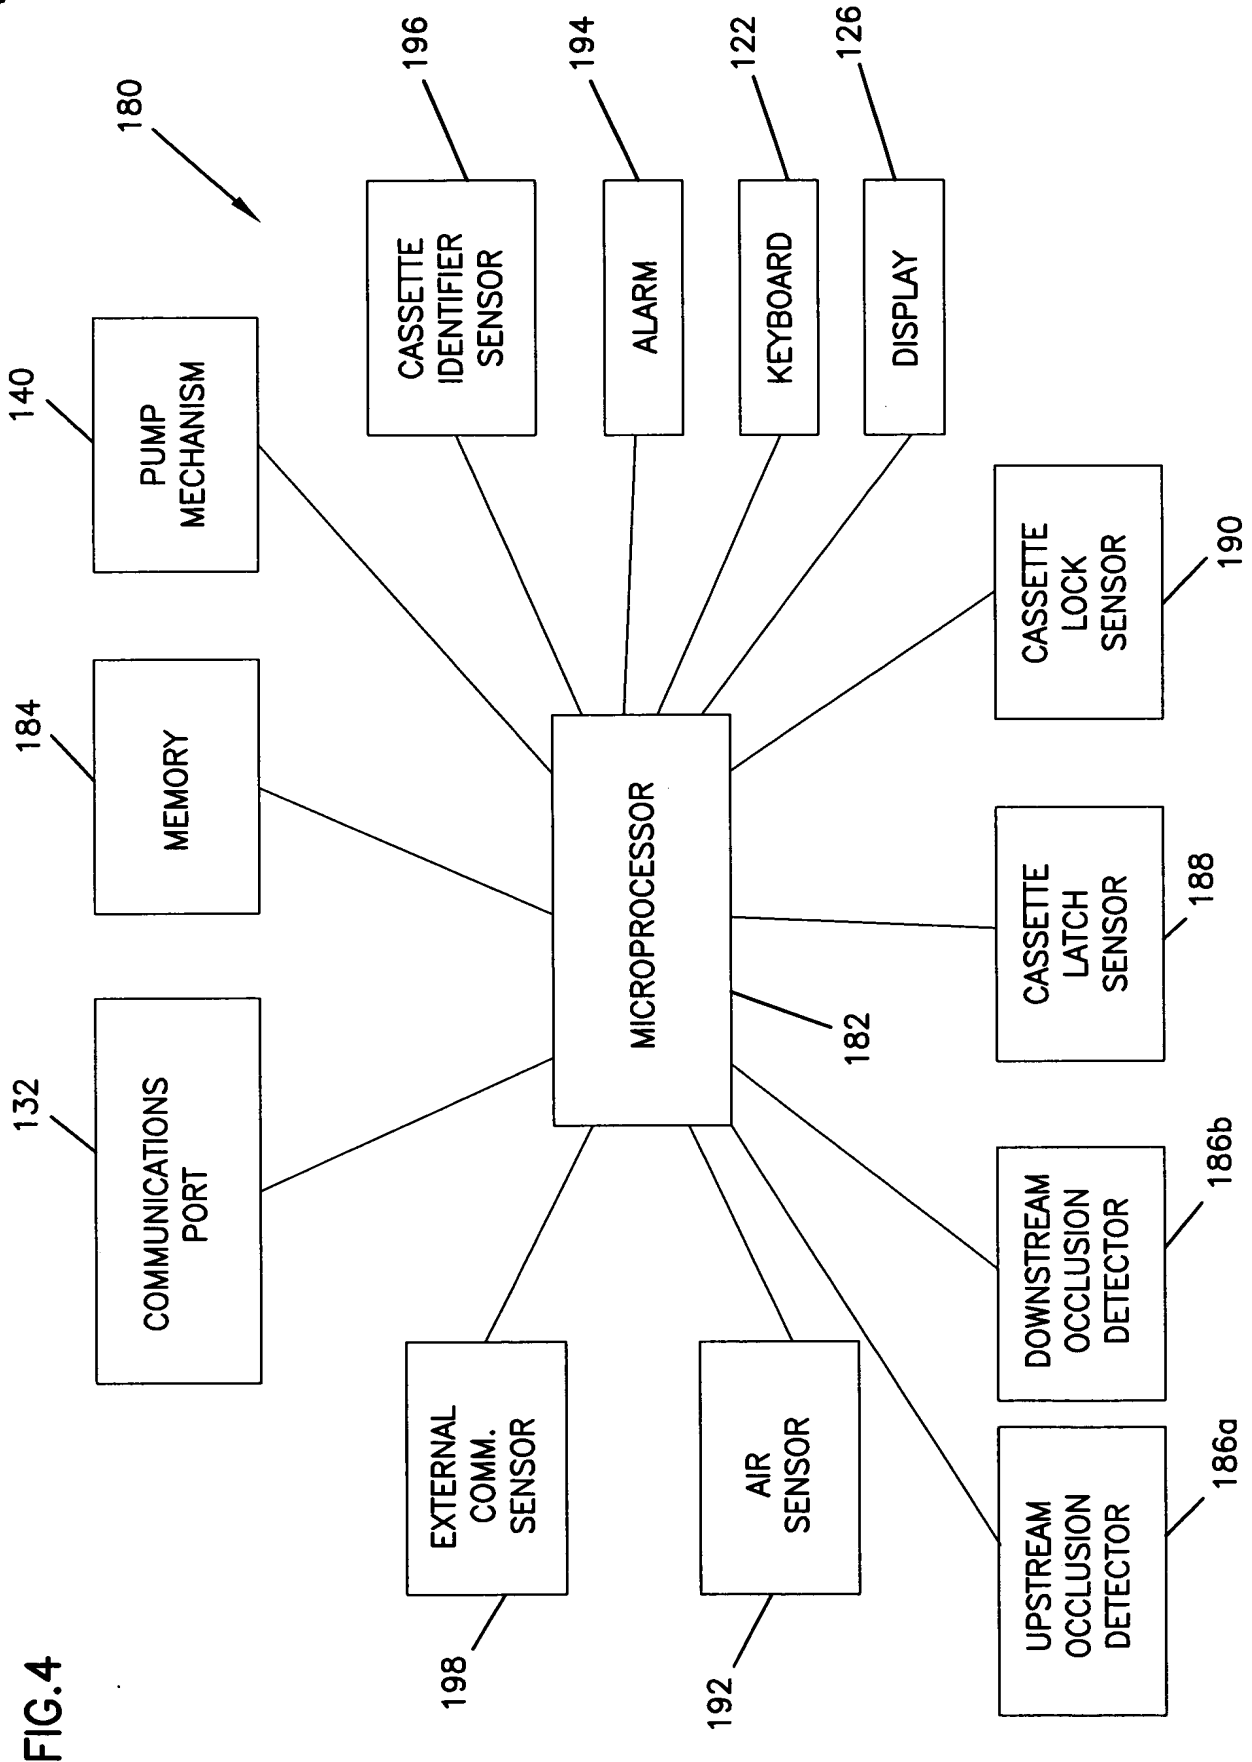 FIG.4
132
184
140
180
COMMUNICATIONS
PORT
MEMORY
PUMP
MECHANISM
196
198
EXTERNAL
COMM.
SENSOR
CASSETTE
IDENTIFIER
SENSOR
194
ALARM
MICROPROCESSOR
122
KEYBOARD
192
AIR
SENSOR
182
126
DISPLAY
UPSTREAM
OCCLUSION
DETECTOR
DOWNSTREAM
OCCLUSION
DETECTOR
CASSETTE
LATCH
SENSOR
CASSETTE
LOCK
SENSOR
186a
186b
188
190